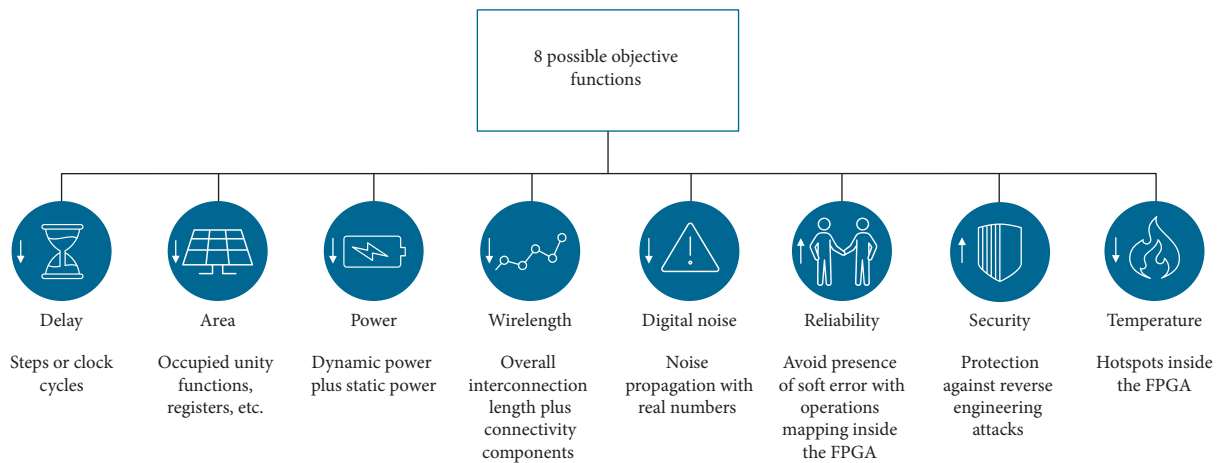 8 possible objective
functions
Delay
Steps or clock
cycles
Area
Occupied unity
functions,
registers, etc.
Power
Dynamic power
plus static power
Wirelength
Overall
interconnection
length plus
connectivity
components
Digital noise
Noise
propagation with
real numbers
Reliability
Avoid presence
of soft error with
operations
mapping inside
the FPGA
Security
Protection
against reverse
engineering
attacks
Temperature
Hotspots inside
the FPGA